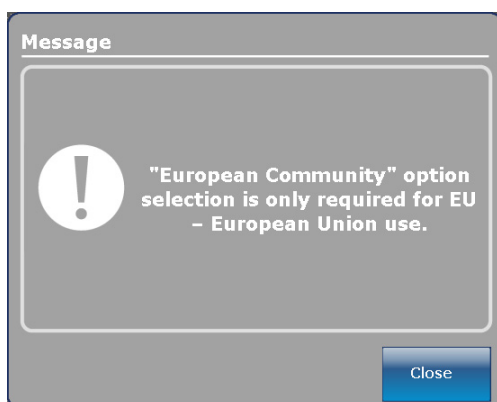 Message
"European Community" option
selection is only required for EU
– European Union use.
Close